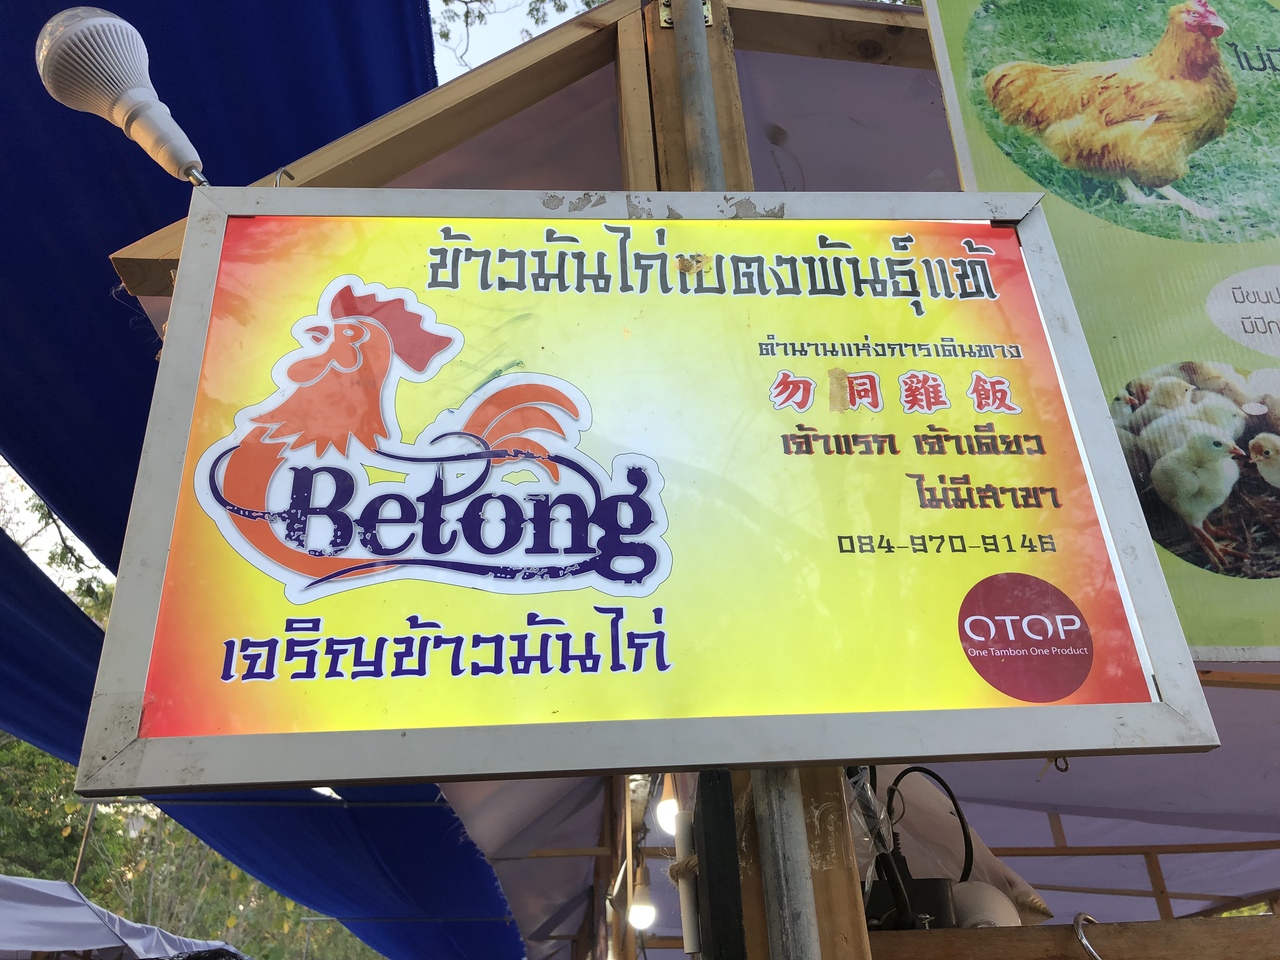 ข้าวมันไก่เบตงพันธุ์แท้
ตำนานแห่งการเดินทาง
勿同雞飯
เจ้าแรก เจ้าเดียว
ไม่มีสาขา
084-970-9146
Betong
เจริญข้าวมันไก่
OTOP
One Tambon One Product